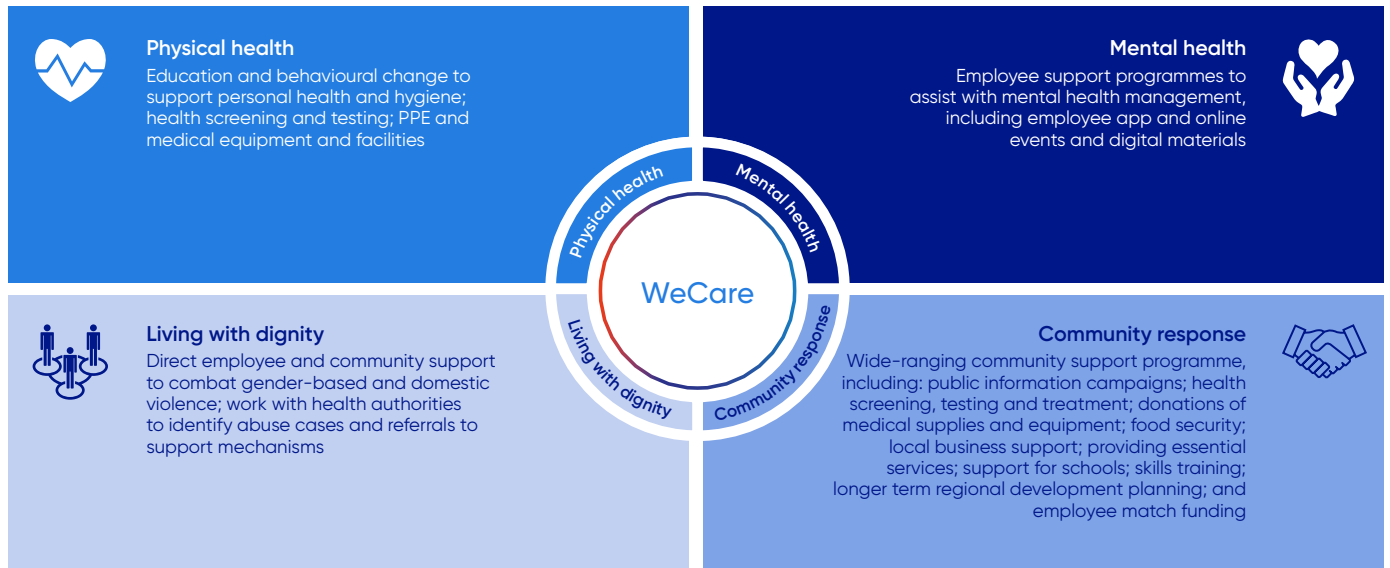 Physical health
Education and behavioural change to
support personal health and hygiene;
health screening and testing; PPE and
medical equipment and facilities
Mental health
Employee support programmes to
assist with mental health management,
including employee app and online
events and digital materials
Physical health
Mental health
WeCare
Living with dignity
Community response
Living with dignity
Direct employee and community support
to combat gender-based and domestic
violence; work with health authorities
to identify abuse cases and referrals to
support mechanisms
Community response
Wide-ranging community support programme,
including: public information campaigns; health
screening, testing and treatment; donations of
medical supplies and equipment; food security;
local business support; providing essential
services; support for schools; skills training;
longer term regional development planning; and
employee match funding